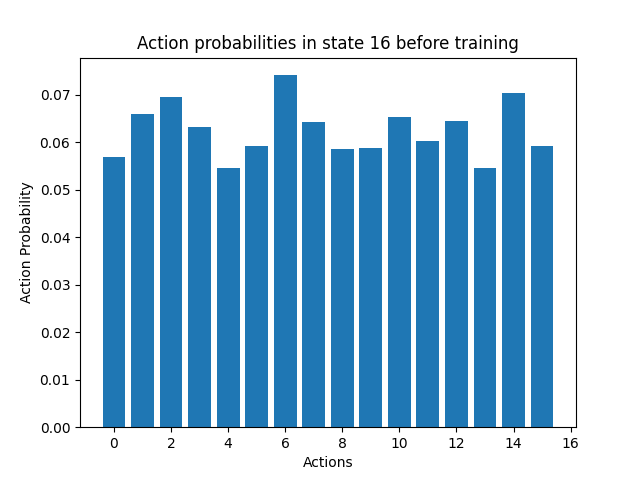 Action probabilities in state 16 before training
0.07
0.06
0.05
0.04
0.03
0.02
0.01
0.00
Action Probability
0 2 4 6 8 10 12 14 16
Actions